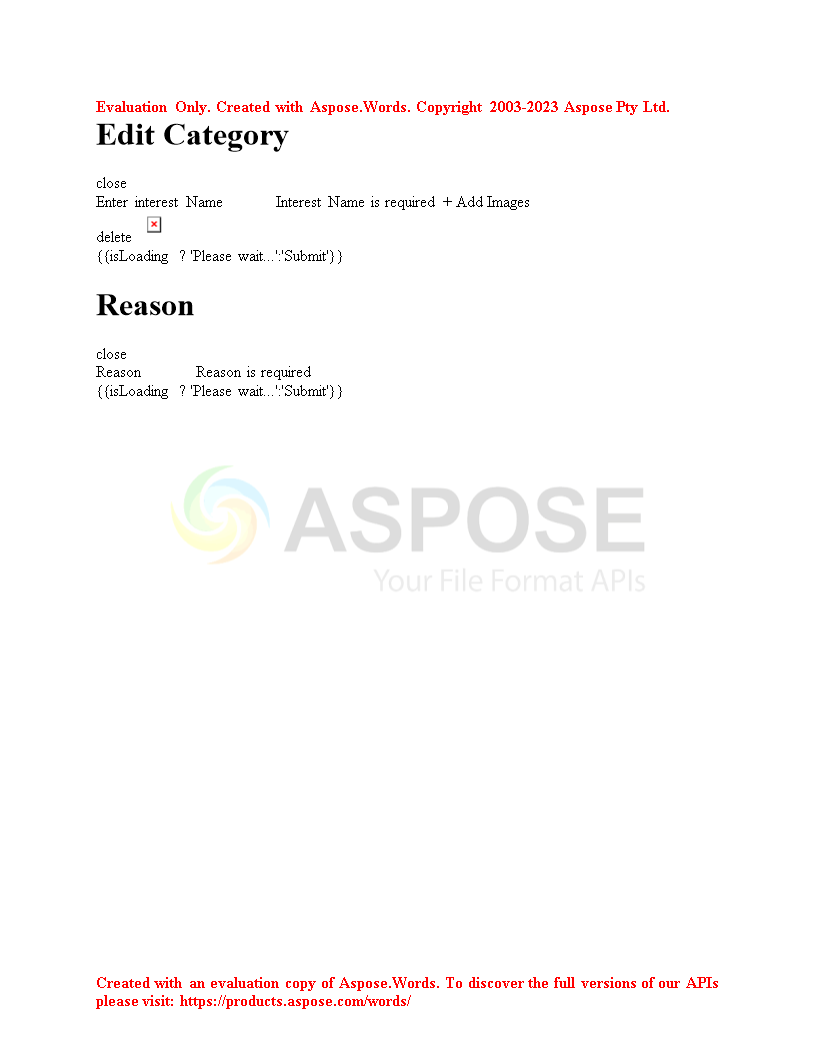 Evaluation Only. Created with Aspose.Words. Copyright 2003-2023 Aspose Pty Ltd.
Edit Category
close
Enter interest Name Interest Name is required + Add Images
delete
{{isLoading ? 'Please wait...':'Submit'}}
Reason
close
Reason Reason is required
{{isLoading ? 'Please wait...':'Submit'}}
ASPOSE
Your File Format APIs
Created with an evaluation copy of Aspose.Words. To discover the full versions of our APIs
please visit: https://products.aspose.com/words/